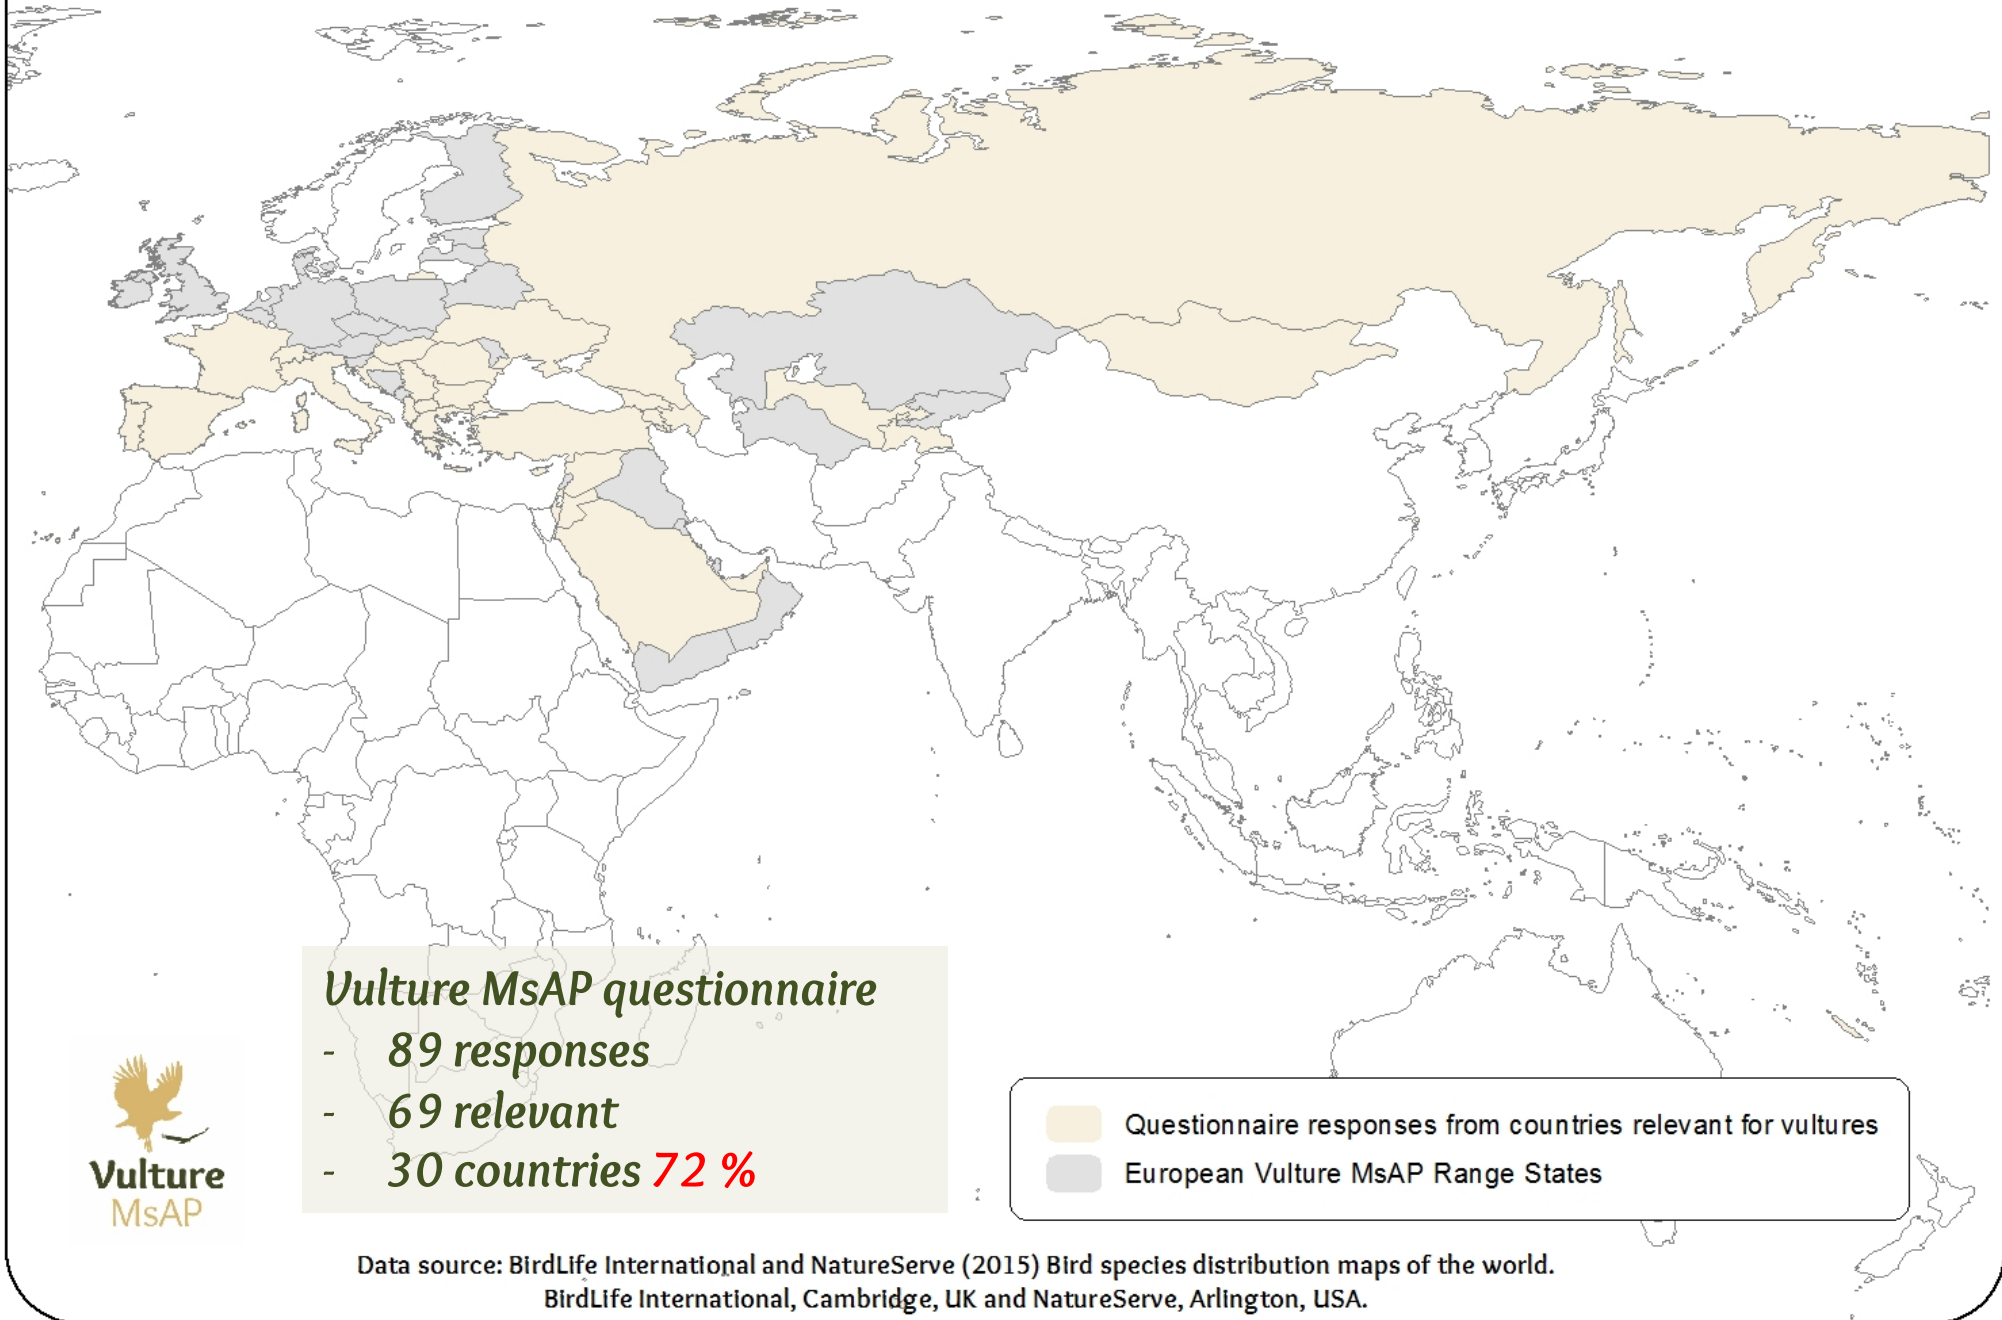 Vulture MsAP questionnaire
- 89 responses
- 69 relevant
- 30 countries 72 %
Questionnaire responses from countries relevant for vultures
European Vulture MsAP Range States
Vulture
MsAP
Data source: BirdLife International and NatureServe (2015) Bird species distribution maps of the world.
BirdLife International, Cambridge, UK and NatureServe, Arlington, USA.